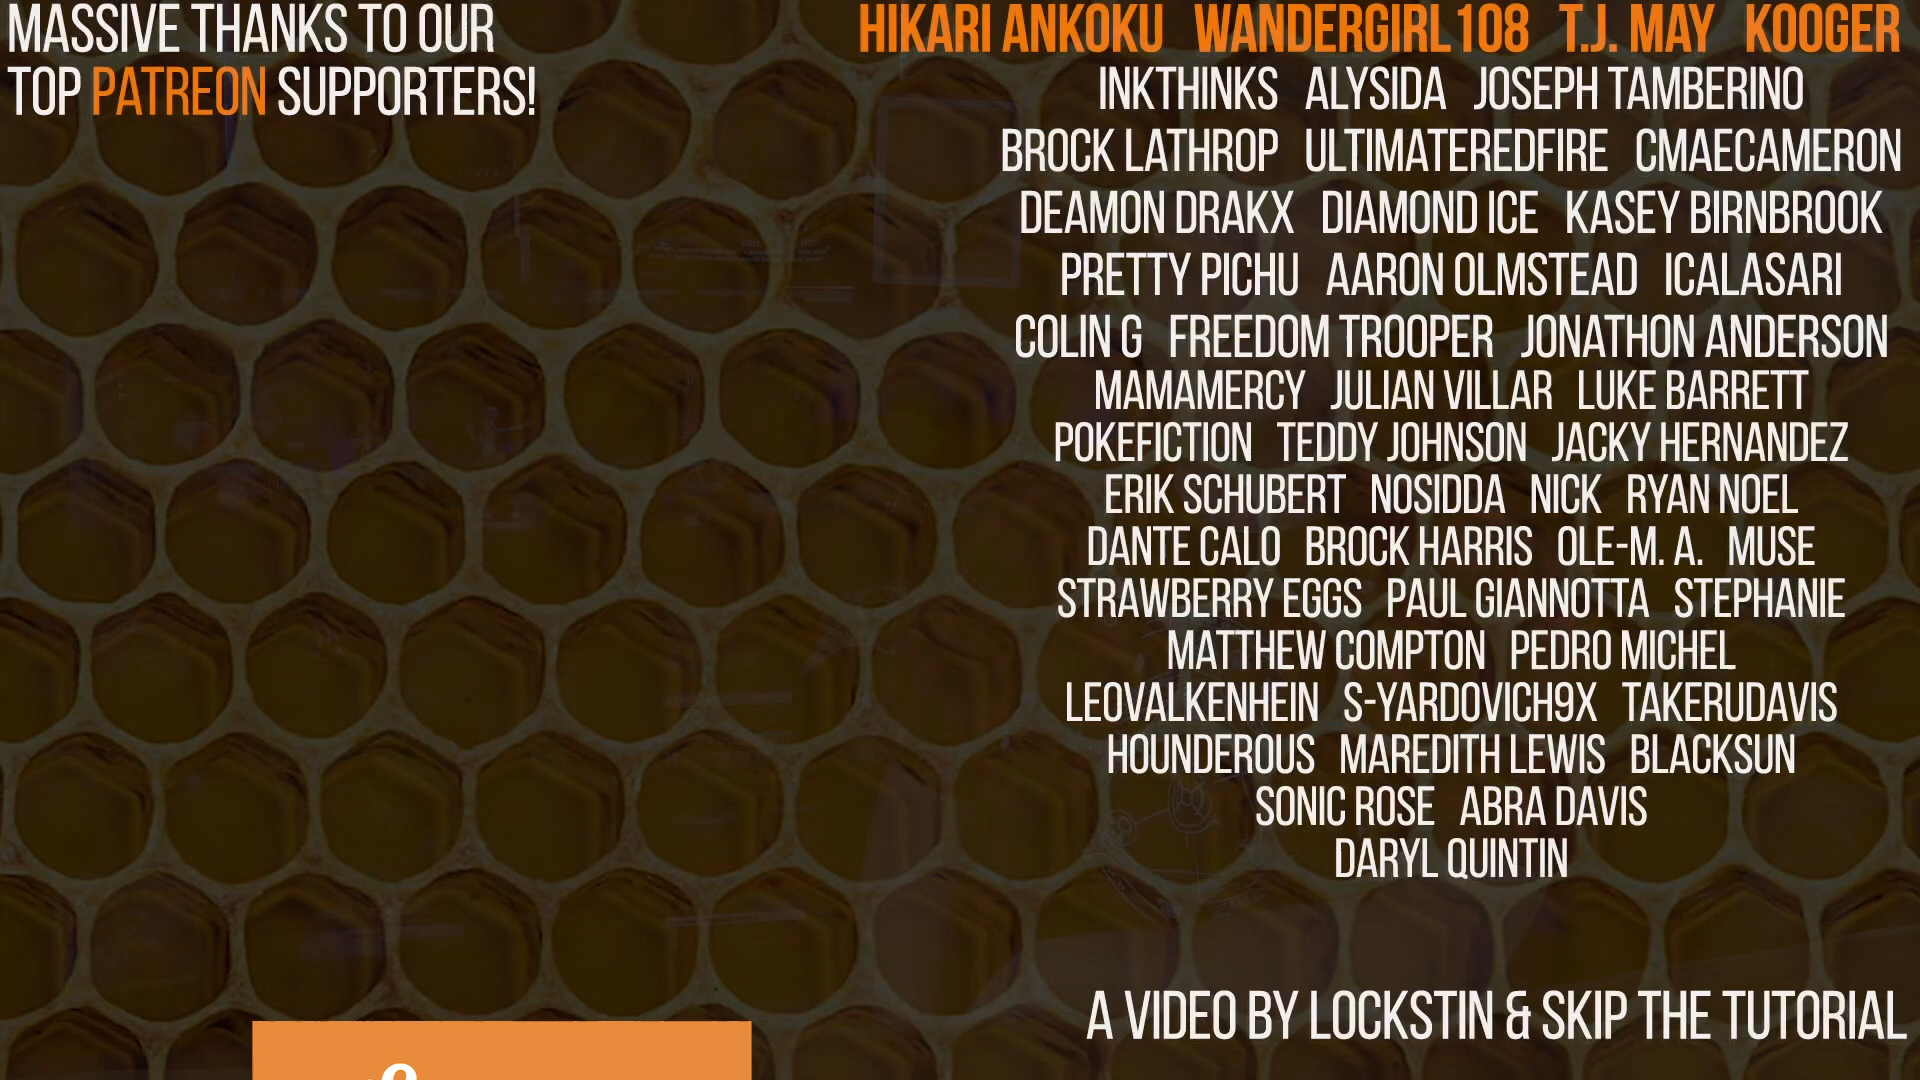 MASSIVE THANKS TO OUR
TOP PATREON SUPPORTERS!
HIKARI ANKOKU WANDERGIRL108 T.J. MAY KOOGER
INKTHINKS ALYSIDA JOSEPH TAMBERINO
BROCK LATHROP ULTIMATEREDFIRE CMAECAMERON
DEAMON DRAKX DIAMOND ICE KASEY BIRNBROOK
PRETTY PICHU AARON OLMSTEAD ICALASARI
COLIN G FREEDOM TROOPER JONATHON ANDERSON
MAMAMERCY JULIAN VILLAR LUKE BARRETT
POKEFICTION TEDDY JOHNSON JACKY HERNANDEZ
ERIK SCHUBERT NOSIDDA NICK RYAN NOEL
DANTE CALO BROCK HARRIS OLE-M. A. MUSE
STRAWBERRY EGGS PAUL GIANNOTTA STEPHANIE
MATTHEW COMPTON PEDRO MICHEL
LEOVALKENHEIN S-YARDOVICH9X TAKERUDAVIS
HOUNDEROUS MAREDITH LEWIS BLACKSUN
SONIC ROSE ABRA DAVIS
DARYL QUINTIN
A VIDEO BY LOCKSTIN & SKIP THE TUTORIAL